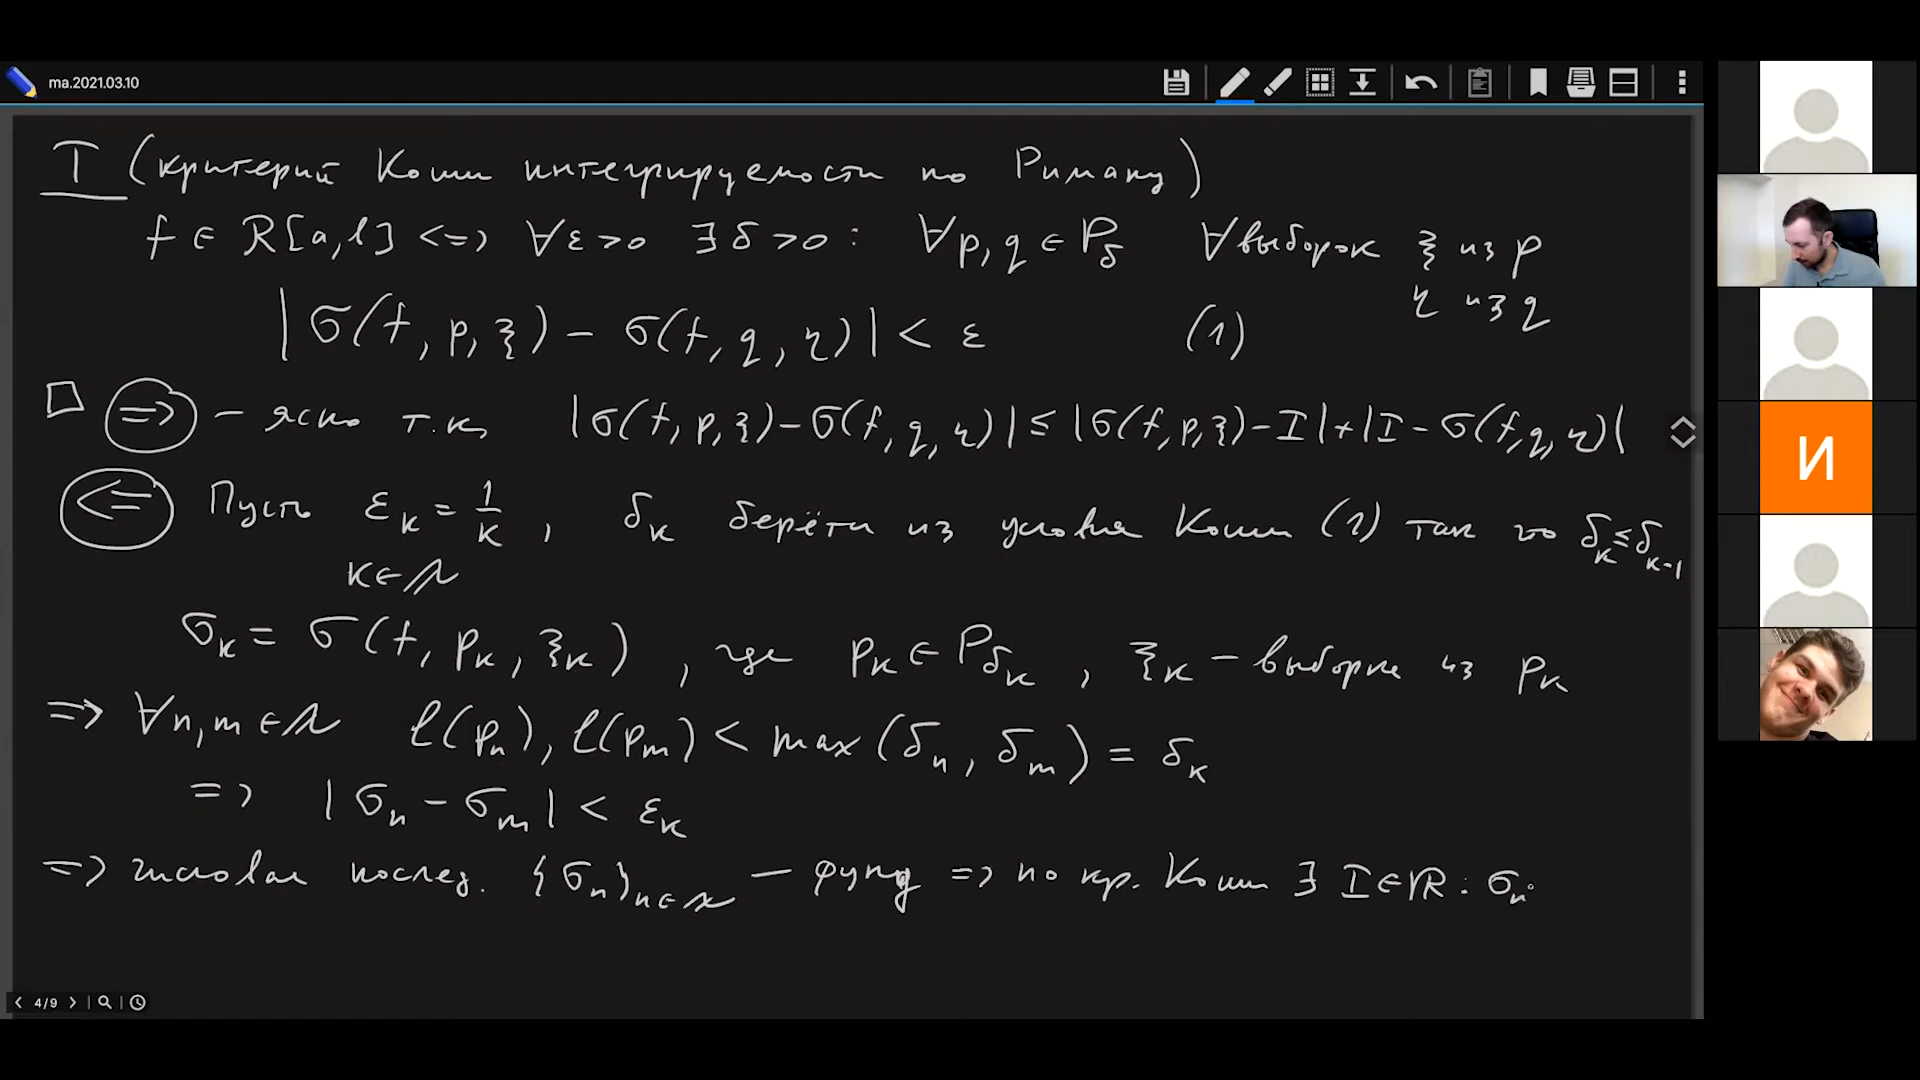 ma.2021.03.10
T (критерий Коши интегрируемости по Риману)
f ∈ R[a,b] <=> ∀ε>0 ∃δ>0 : ∀p,q ∈ P_δ ∀выборок ξ из p
η из q
|σ(f,p,ξ) – σ(f,q,η)| < ε (1)
□ (=>) – ясно т.к. |σ(f,p,ξ)–σ(f,q,η)| ≤ |σ(f,p,ξ)–I|+|I–σ(f,q,η)|
(<=) Пусть ε_k = 1/k , δ_k берёти из условия Коши (1) так что δ_k ≤ δ_{k-1}
k∈ℕ
σ_k = σ(f, p_k, ξ_k) , где p_k ∈ P_{δ_k} , ξ_k – выборка из p_k
=> ∀n,m ∈ ℕ ℓ(p_n), ℓ(p_m) < max(δ_n, δ_m) = δ_k
=> |σ_n – σ_m| < ε_k
=> числовая послед. {σ_n}_{n∈ℕ} – фунд => по кр. Коши ∃ I∈ℝ : σ_n
И
4/9